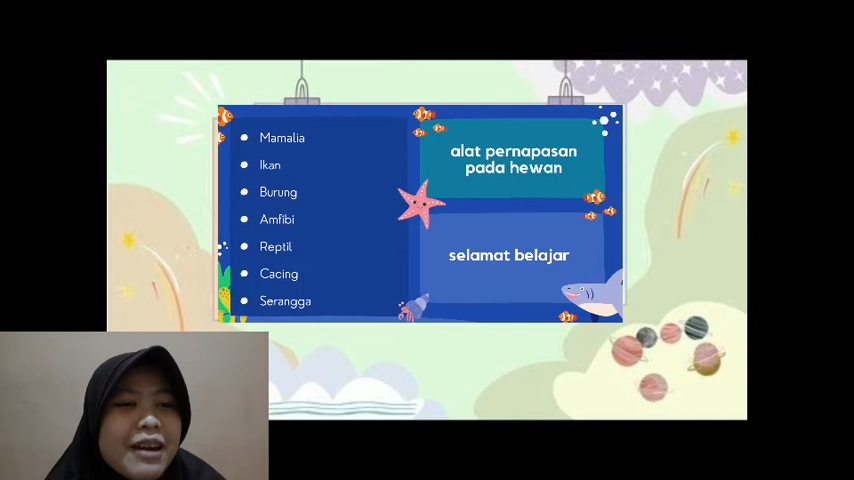 Mamalia
Ikan
Burung
Amfibi
Reptil
Cacing
Serangga
alat pernapasan
pada hewan
selamat belajar